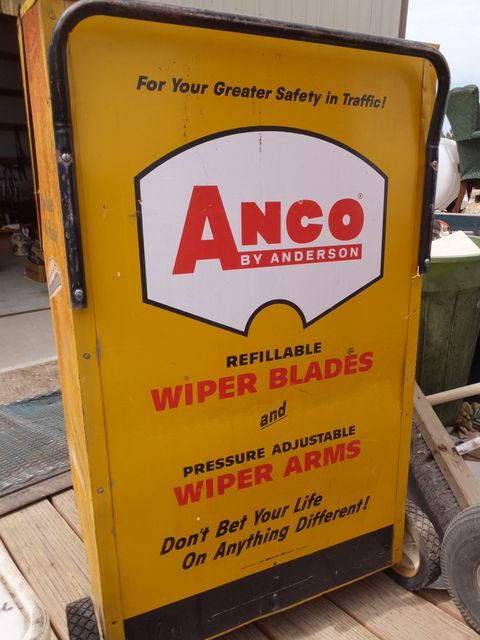 For Your Greater Safety in Traffic!
ANCO®
BY ANDERSON
REFILLABLE
WIPER BLADES
and
PRESSURE ADJUSTABLE
WIPER ARMS
Don't Bet Your Life
On Anything Different!